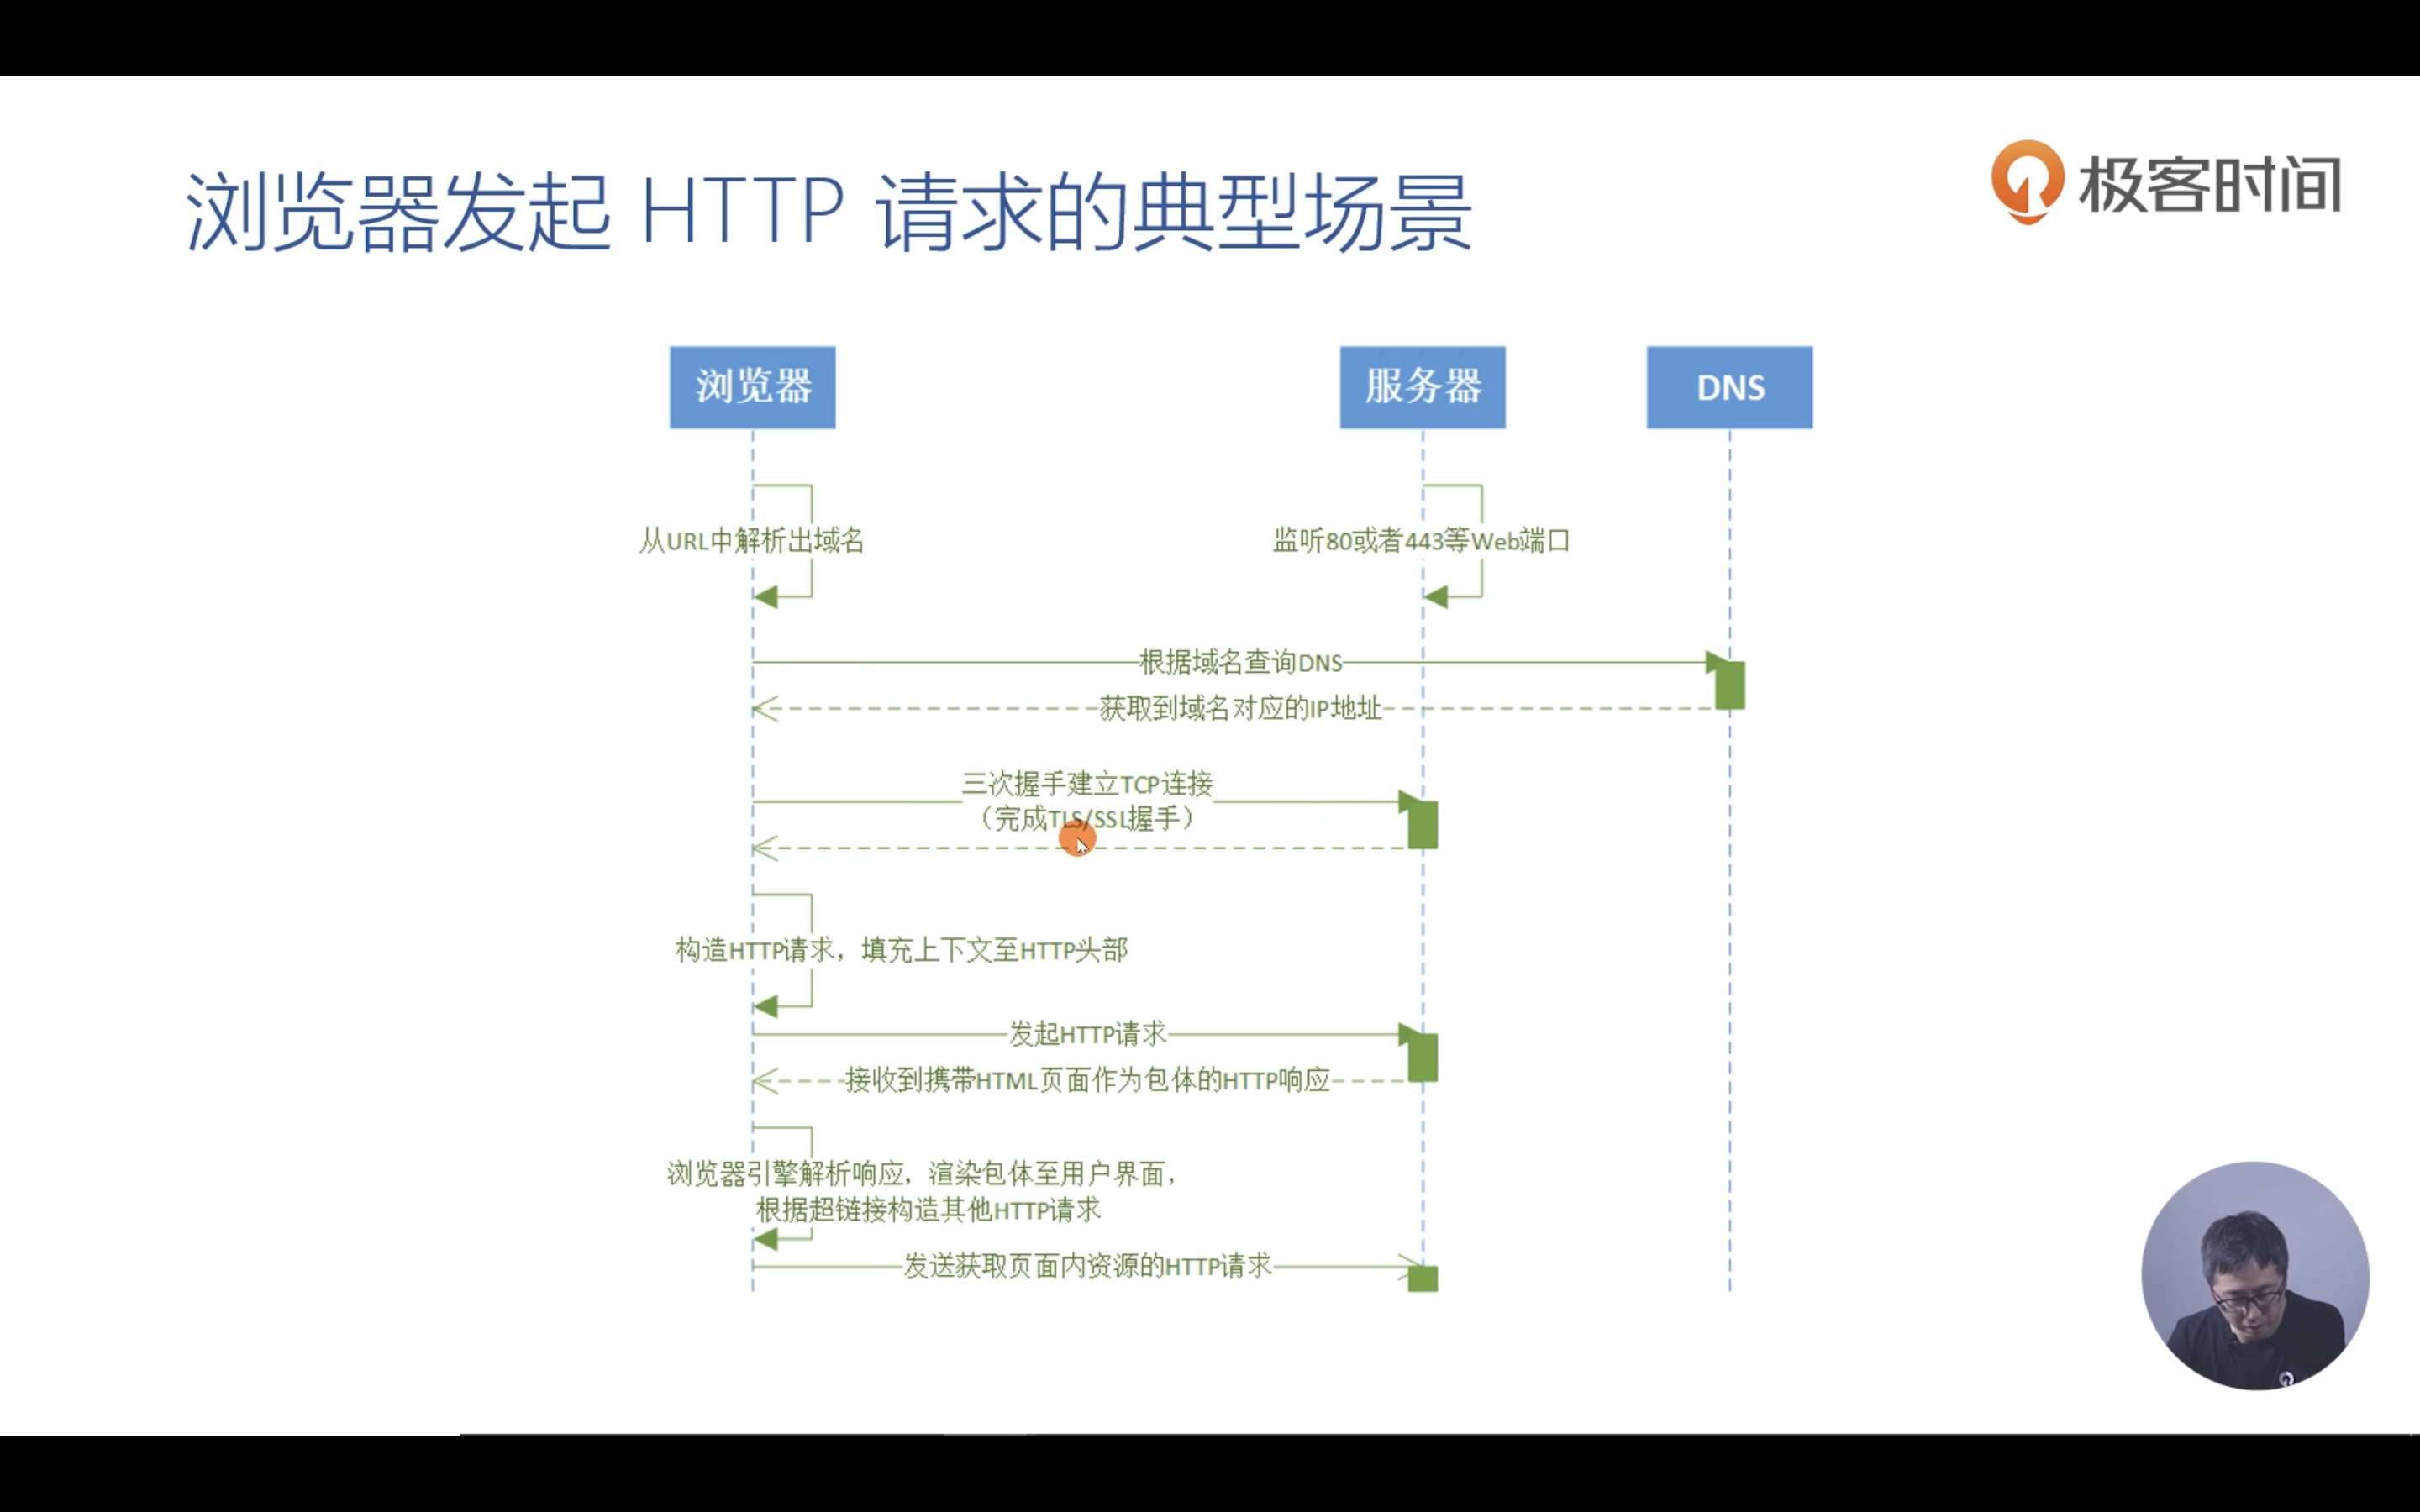 浏览器发起 HTTP 请求的典型场景
极客时间
浏览器
服务器
DNS
从URL中解析出域名
监听80或者443等Web端口
根据域名查询DNS
获取到域名对应的IP地址
三次握手建立TCP连接
（完成TLS/SSL握手）
构造HTTP请求，填充上下文至HTTP头部
发起HTTP请求
接收到携带HTML页面作为包体的HTTP响应
浏览器引擎解析响应，渲染包体至用户界面，
根据超链接构造其他HTTP请求
发送获取页面内资源的HTTP请求